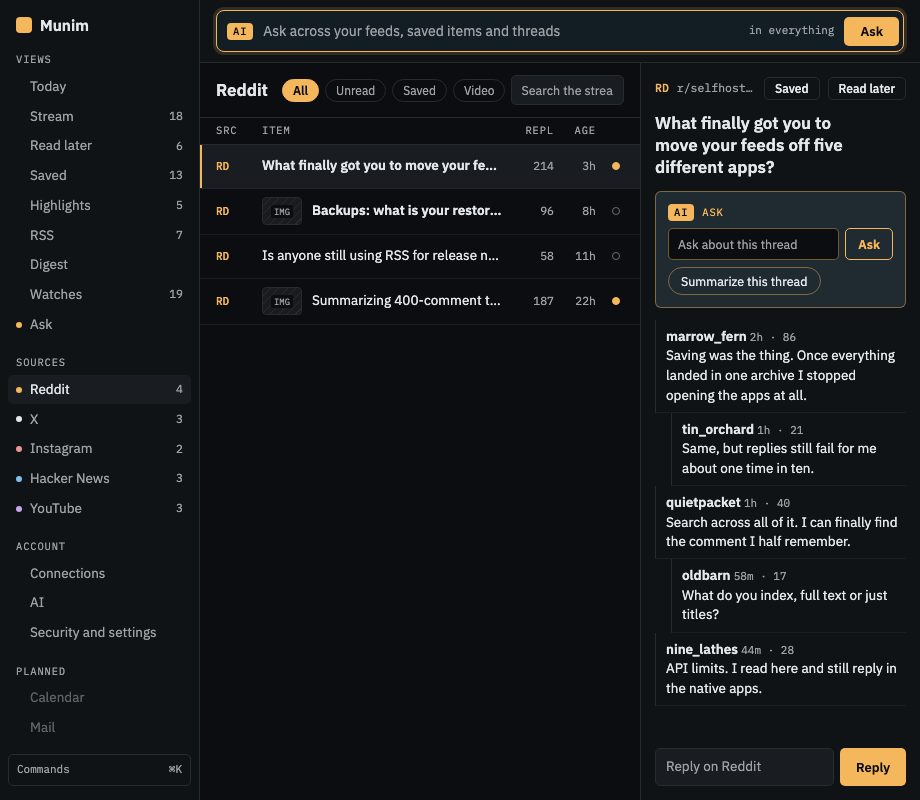 Munim
VIEWS
Today
Stream 18
Read later 6
Saved 13
Highlights 5
RSS 7
Digest
Watches 19
Ask
SOURCES
Reddit 4
X 3
Instagram 2
Hacker News 3
YouTube 3
ACCOUNT
Connections
AI
Security and settings
PLANNED
Calendar
Mail
Commands ⌘K
AI Ask across your feeds, saved items and threads in everything Ask
Reddit All Unread Saved Video Search the strea
SRC ITEM REPL AGE
RD What finally got you to move your fe… 214 3h
RD IMG Backups: what is your restor… 96 8h
RD Is anyone still using RSS for release n… 58 11h
RD IMG Summarizing 400-comment t… 187 22h
RD r/selfhost… Saved Read later
What finally got you to
move your feeds off five
different apps?
AI ASK
Ask about this thread Ask
Summarize this thread
marrow_fern 2h · 86
Saving was the thing. Once everything
landed in one archive I stopped
opening the apps at all.
tin_orchard 1h · 21
Same, but replies still fail for me
about one time in ten.
quietpacket 1h · 40
Search across all of it. I can finally find
the comment I half remember.
oldbarn 58m · 17
What do you index, full text or just
titles?
nine_lathes 44m · 28
API limits. I read here and still reply in
the native apps.
Reply on Reddit Reply